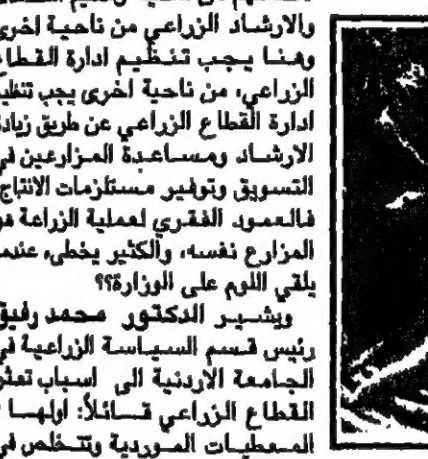 والارشاد الزراعي من ناحية اخرى
وهنا يجب تنظيم ادارة القطاع
الزراعي، من ناحية اخرى يجب تنظيم
ادارة القطاع الزراعي عن طريق زيادة
الارشاد ومساعدة المزارعين في
التسويق وتوفير مستلزمات الانتاج
فالعمود الفقري لعملية الزراعة هو
المزارع نفسه، والكثير يخطىء عندما
يلقي اللوم على الوزارة؟؟
ويشير الدكتور محمد رفيق
رئيس قسم السياسة الزراعية في
الجامعة الاردنية الى اسباب تعثر
القطاع الزراعي قائلاً: اولهما
المعطيات الموردية وتتخلص في